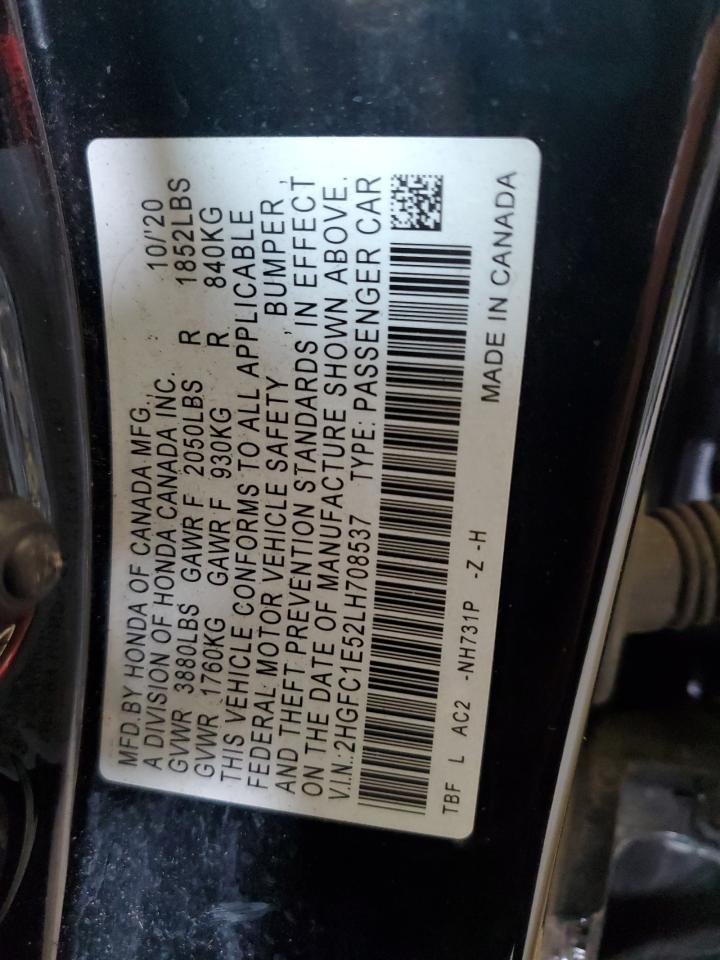 MFD.BY HONDA OF CANADA MFG., 10/'20
A DIVISION OF HONDA CANADA INC.
GVWR 3880LBS GAWR F 2050LBS R 1852LBS
GVWR 1760KG GAWR F 930KG R 840KG
THIS VEHICLE CONFORMS TO ALL APPLICABLE
FEDERAL MOTOR VEHICLE SAFETY , BUMPER ,
AND THEFT PREVENTION STANDARDS IN EFFECT
ON THE DATE OF MANUFACTURE SHOWN ABOVE.
V.I.N.:2HGFC1E52LH708537 TYPE: PASSENGER CAR
TBF L AC2 -NH731P -Z -H MADE IN CANADA